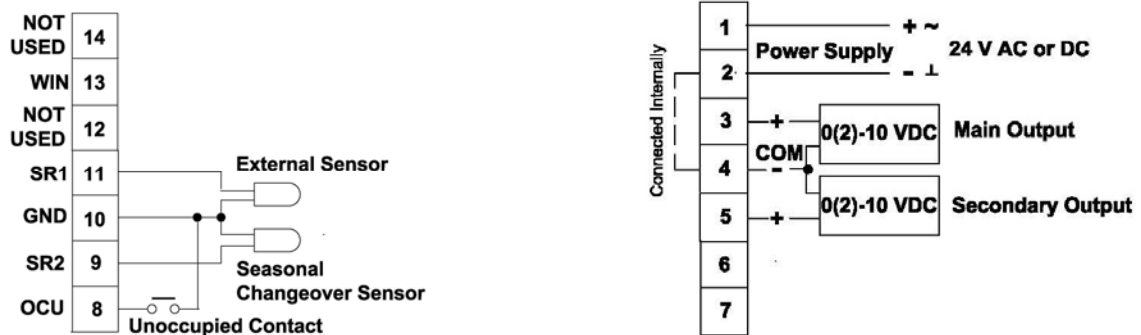 NOT
USED 14
WIN 13
NOT
USED 12
SR1 11
External Sensor
GND 10
SR2 9
Seasonal
Changeover Sensor
OCU 8
Unoccupied Contact
1 + ~
Power Supply 24 V AC or DC
2 - ⊥
Connected Internally
3 + 0(2)-10 VDC Main Output
COM
4 -
5 + 0(2)-10 VDC Secondary Output
6
7